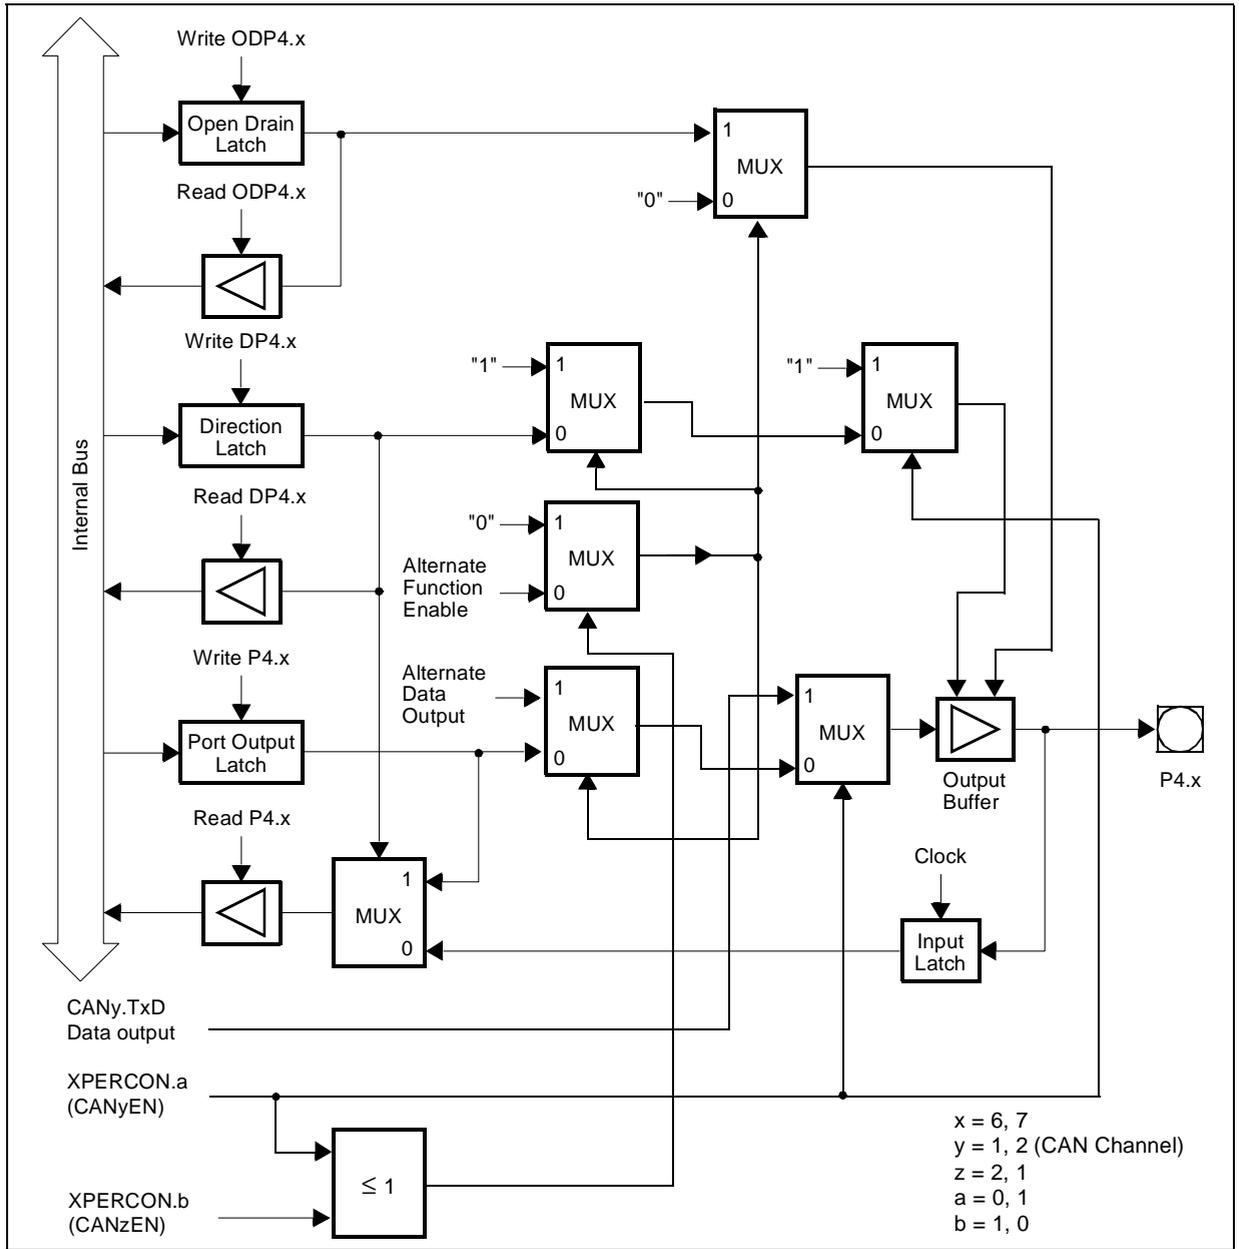 Write ODP4.x
Open Drain
Latch
1
MUX
"0"
0
Read ODP4.x
Write DP4.x
"1"
1
MUX
0
"1"
1
MUX
0
Direction
Latch
Internal Bus
Read DP4.x
"0"
1
MUX
Alternate
Function
Enable
0
Write P4.x
Alternate
Data
Output
1
MUX
0
1
MUX
0
Port Output
Latch
Output
Buffer
P4.x
Read P4.x
Clock
1
MUX
0
Input
Latch
CANy.TxD
Data output
XPERCON.a
(CANyEN)
≤ 1
XPERCON.b
(CANzEN)
x = 6, 7
y = 1, 2 (CAN Channel)
z = 2, 1
a = 0, 1
b = 1, 0